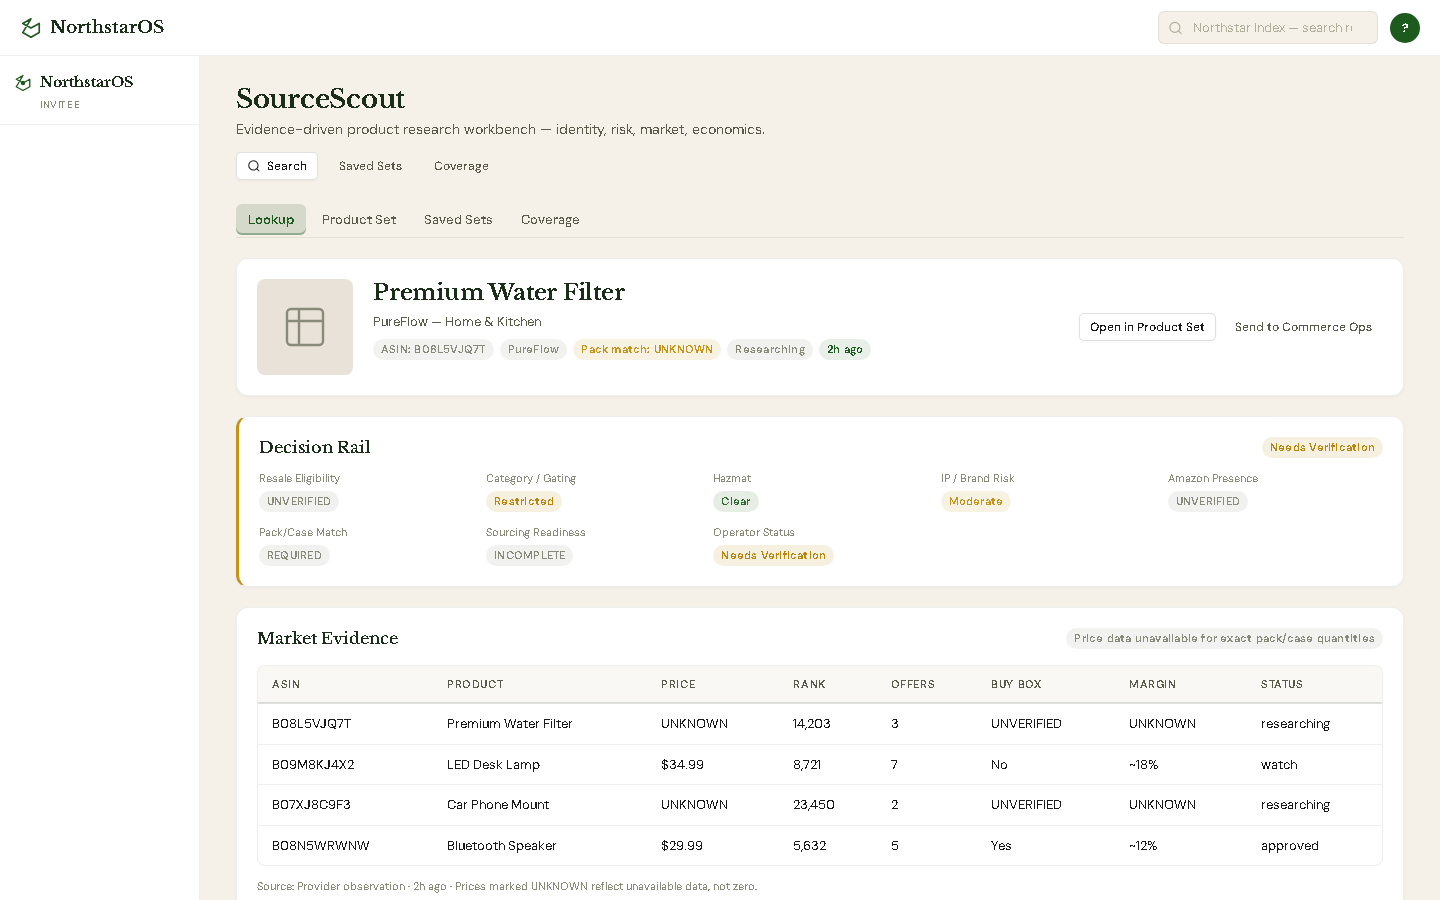 NorthstarOS
Northstar Index — search r
?
NorthstarOS
INVITEE
SourceScout
Evidence-driven product research workbench — identity, risk, market, economics.
Search Saved Sets Coverage
Lookup Product Set Saved Sets Coverage
Premium Water Filter
PureFlow — Home & Kitchen
ASIN: B08L5VJQ7T PureFlow Pack match: UNKNOWN Researching 2h ago
Open in Product Set Send to Commerce Ops
Decision Rail
Needs Verification
Resale Eligibility Category / Gating Hazmat IP / Brand Risk Amazon Presence
UNVERIFIED Restricted Clear Moderate UNVERIFIED
Pack/Case Match Sourcing Readiness Operator Status
REQUIRED INCOMPLETE Needs Verification
Market Evidence
Price data unavailable for exact pack/case quantities
ASIN PRODUCT PRICE RANK OFFERS BUY BOX MARGIN STATUS
B08L5VJQ7T Premium Water Filter UNKNOWN 14,203 3 UNVERIFIED UNKNOWN researching
B09M8KJ4X2 LED Desk Lamp $34.99 8,721 7 No ~18% watch
B07XJ8C9F3 Car Phone Mount UNKNOWN 23,450 2 UNVERIFIED UNKNOWN researching
B08N5WRWNW Bluetooth Speaker $29.99 5,632 5 Yes ~12% approved
Source: Provider observation · 2h ago · Prices marked UNKNOWN reflect unavailable data, not zero.